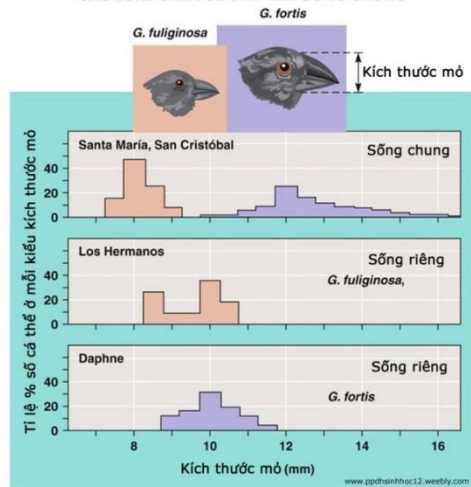 G. fortis
G. fuliginosa
Kích thước mỏ
Tỉ lệ % số cá thể ở mỗi kiểu kích thước mỏ
Santa María, San Cristóbal
Sống chung
40
20
0
Los Hermanos
Sống riêng
G. fuliginosa,
40
20
0
Daphne
Sống riêng
G. fortis
40
20
0
8 10 12 14 16
Kích thước mỏ (mm)
www.ppdhsinhhoc12.weebly.com